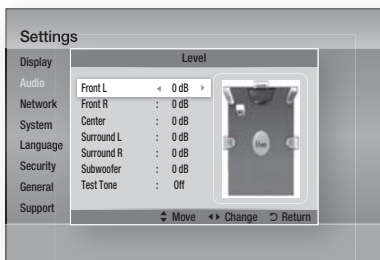 Settings
Display
Audio
Network
System
Language
Security
General
Support
Level
Front L ◂ 0 dB ▸
Front R : 0 dB
Center : 0 dB
Surround L : 0 dB
Surround R : 0 dB
Subwoofer : 0 dB
Test Tone : Off
User
Move Change Return